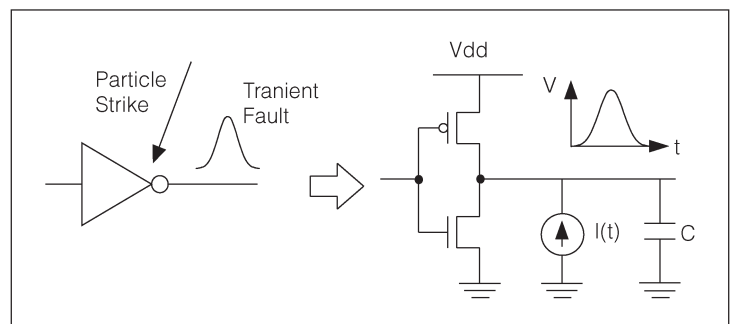 Particle
Strike
Tranient
Fault
Vdd
V
t
I(t)
C